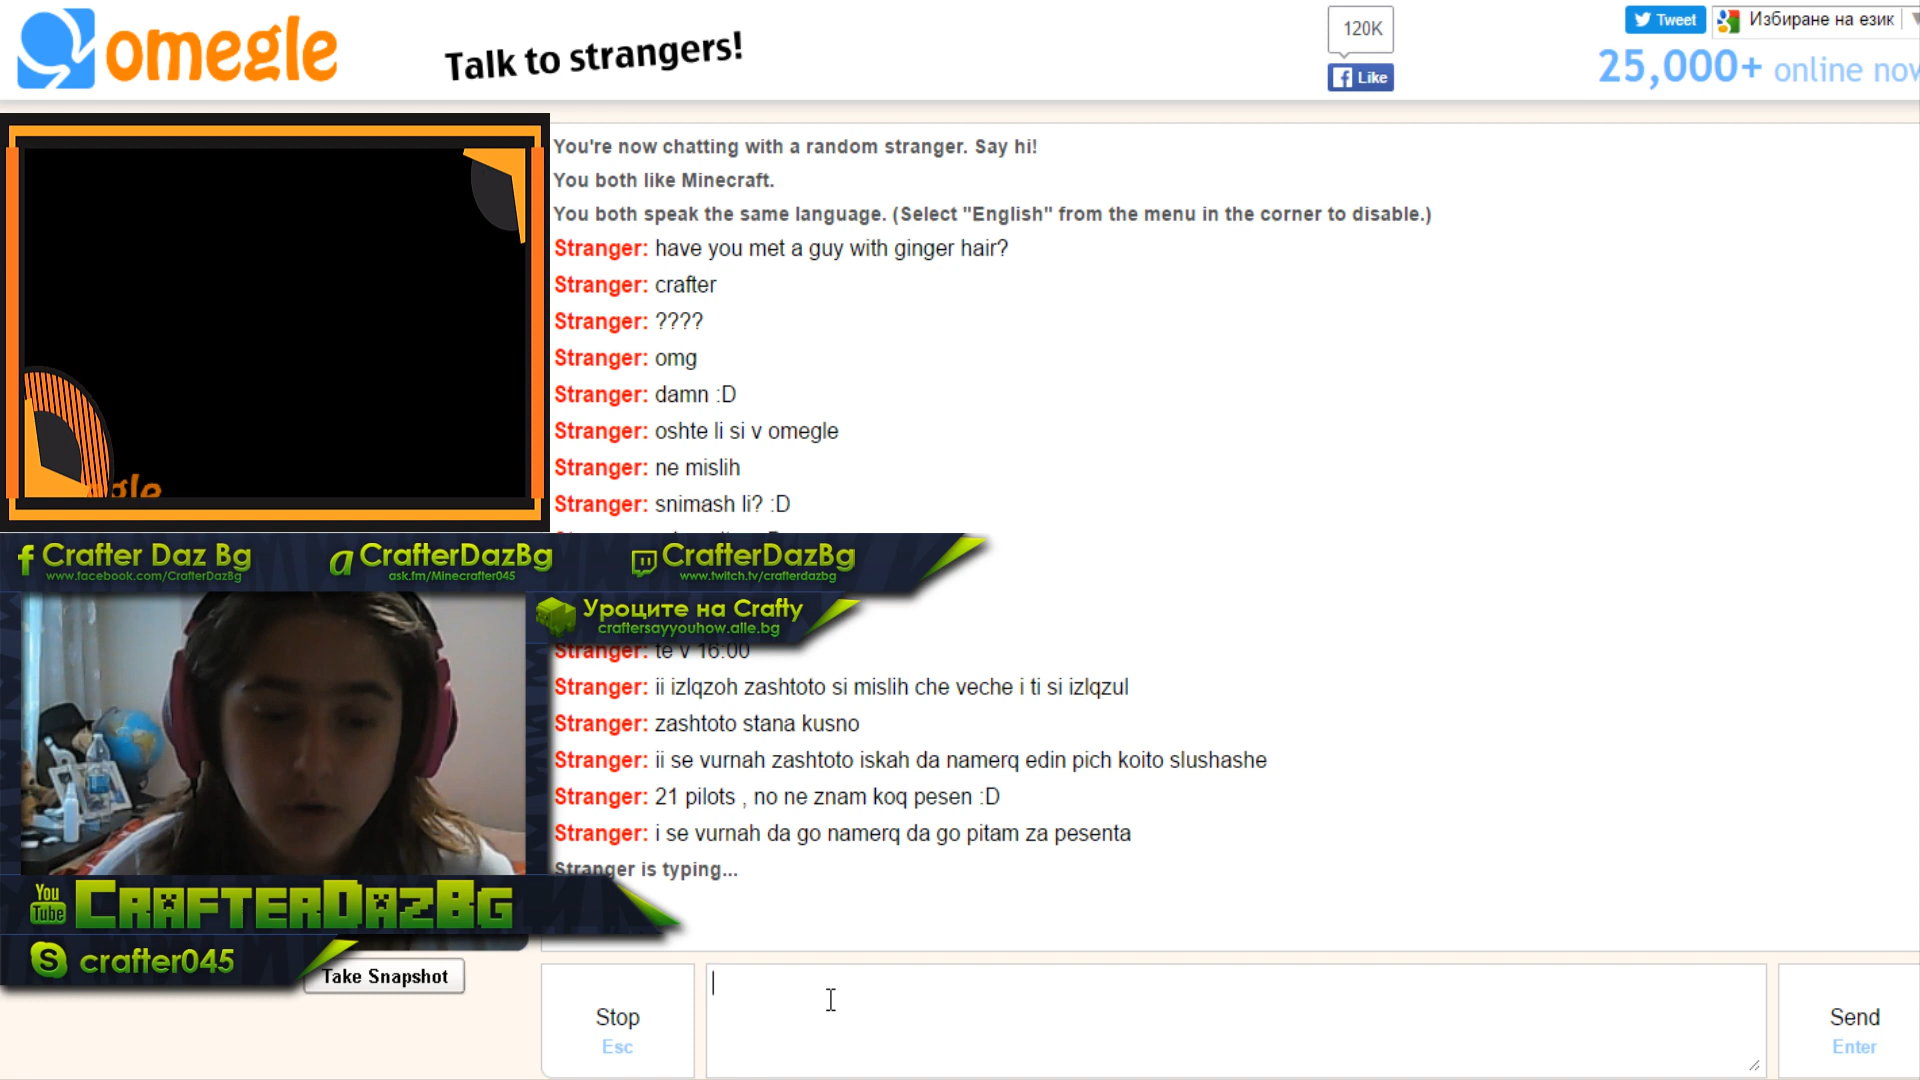 omegle
Talk to strangers!
120K
Like
Tweet
Избиране на език
25,000+ online now
You're now chatting with a random stranger. Say hi!
You both like Minecraft.
You both speak the same language. (Select "English" from the menu in the corner to disable.)
Stranger: have you met a guy with ginger hair?
Stranger: crafter
Stranger: ????
Stranger: omg
Stranger: damn :D
Stranger: oshte li si v omegle
Stranger: ne mislih
Stranger: snimash li? :D
gle
Crafter Daz Bg
www.facebook.com/CrafterDazBg
CrafterDazBg
ask.fm/Minecrafter045
CrafterDazBg
www.twitch.tv/crafterdazbg
Уроците на Crafty
craftersayyouhow.alle.bg
Stranger: te v 16:00
Stranger: ii izlqzoh zashtoto si mislih che veche i ti si izlqzul
Stranger: zashtoto stana kusno
Stranger: ii se vurnah zashtoto iskah da namerq edin pich koito slushashe
Stranger: 21 pilots , no ne znam koq pesen :D
Stranger: i se vurnah da go namerq da go pitam za pesenta
Stranger is typing...
You Tube CrafterDazBG
crafter045
Take Snapshot
Stop
Esc
Send
Enter